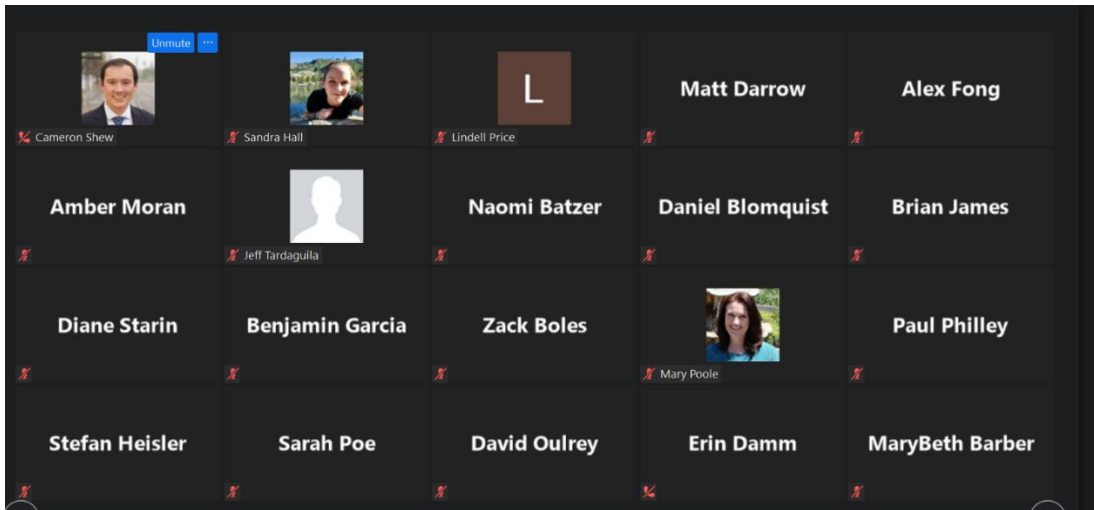 Unmute ...
Cameron Shew
Sandra Hall
L
Lindell Price
Matt Darrow
Alex Fong
Amber Moran
Jeff Tardaguila
Naomi Batzer
Daniel Blomquist
Brian James
Diane Starin
Benjamin Garcia
Zack Boles
Mary Poole
Paul Philley
Stefan Heisler
Sarah Poe
David Oulrey
Erin Damm
MaryBeth Barber